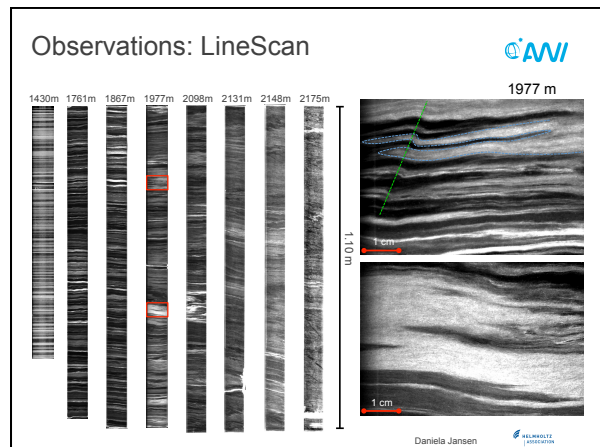 Observations: LineScan
AWI
1430m 1761m 1867m 1977m 2098m 2131m 2148m 2175m
1977 m
1.10 m
1 cm
1 cm
Daniela Jansen
HELMHOLTZ
ASSOCIATION